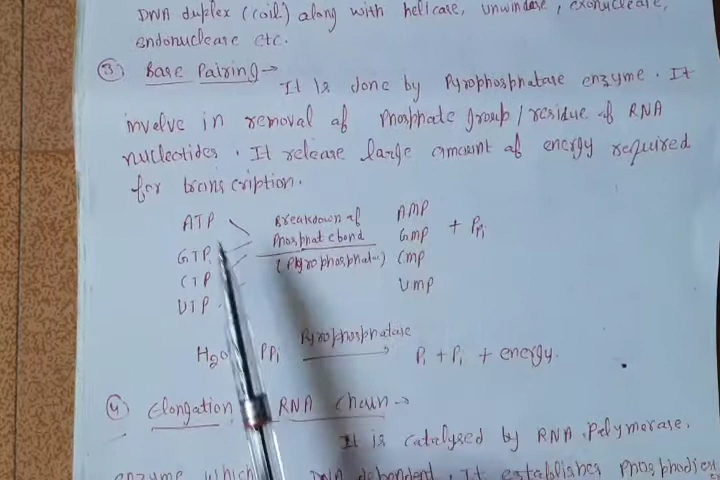 DNA duplex (coil) along with helicase, unwindase, exonuclease,
endonuclease etc.
③ Base Pairing →
It is done by Pyrophosphatase enzyme. It
involve in removal of Phosphate group/residue of RNA
nucleotides. It release large amount of energy required
for transcription.
ATP Breakdown of AMP
GTP Phosphate bond GMP + PPi
CTP (Pyrophosphatase) CMP
UTP UMP
H2O PPi Pyrophosphatase → Pi + Pi + energy.
④ Elongation RNA Chain →
It is catalysed by RNA Polymerase,
enzyme which DNA dependent. It establishes Phosphodiest